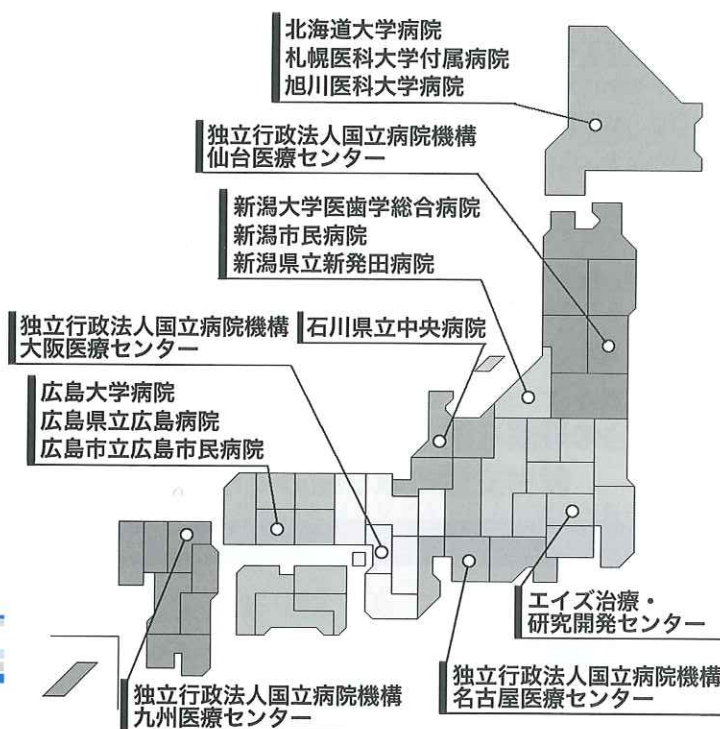 北海道大学病院
札幌医科大学付属病院
旭川医科大学病院
独立行政法人国立病院機構
仙台医療センター
新潟大学医歯学総合病院
新潟市民病院
新潟県立新発田病院
独立行政法人国立病院機構
大阪医療センター
石川県立中央病院
広島大学病院
広島県立広島病院
広島市立広島市民病院
エイズ治療・
研究開発センター
独立行政法人国立病院機構
名古屋医療センター
独立行政法人国立病院機構
九州医療センター